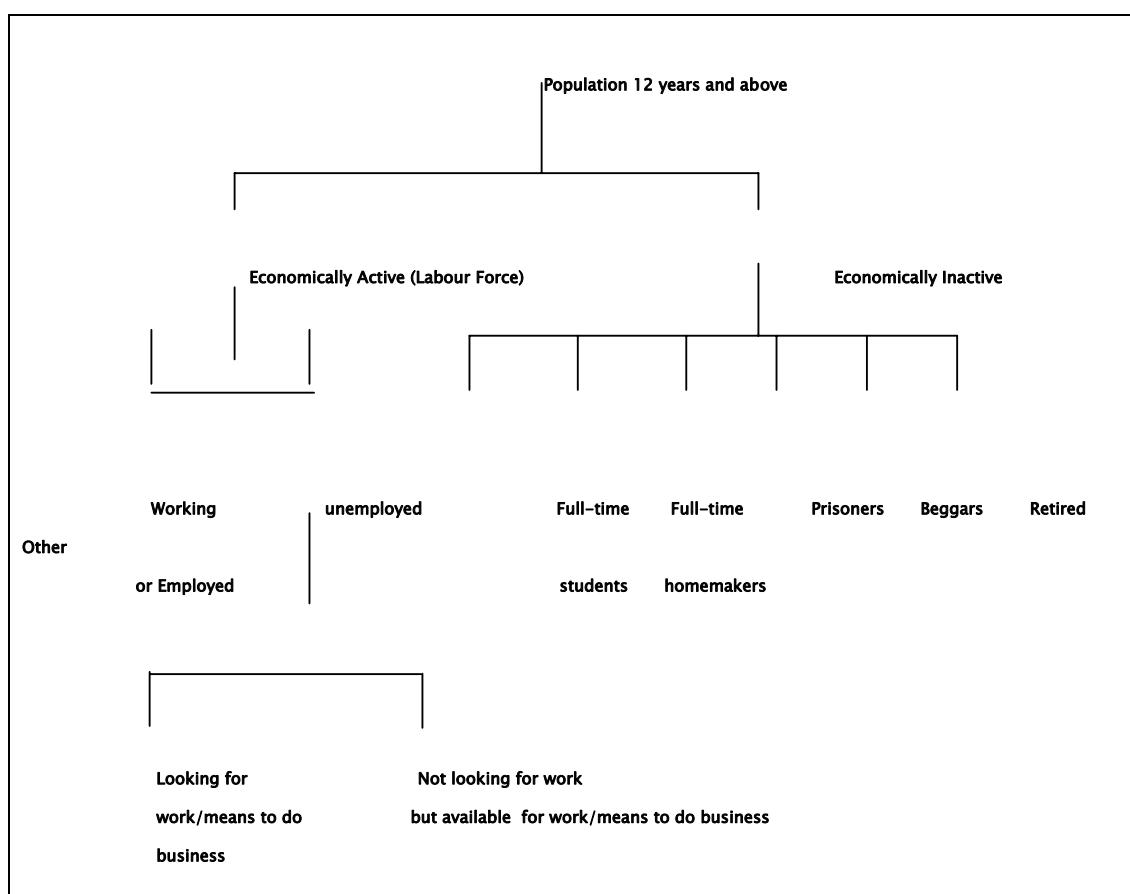 Population 12 years and above
Economically Active (Labour Force) Economically Inactive
Working unemployed Full-time Full-time Prisoners Beggars Retired
Other
or Employed students homemakers
Looking for Not looking for work
work/means to do but available for work/means to do business
business